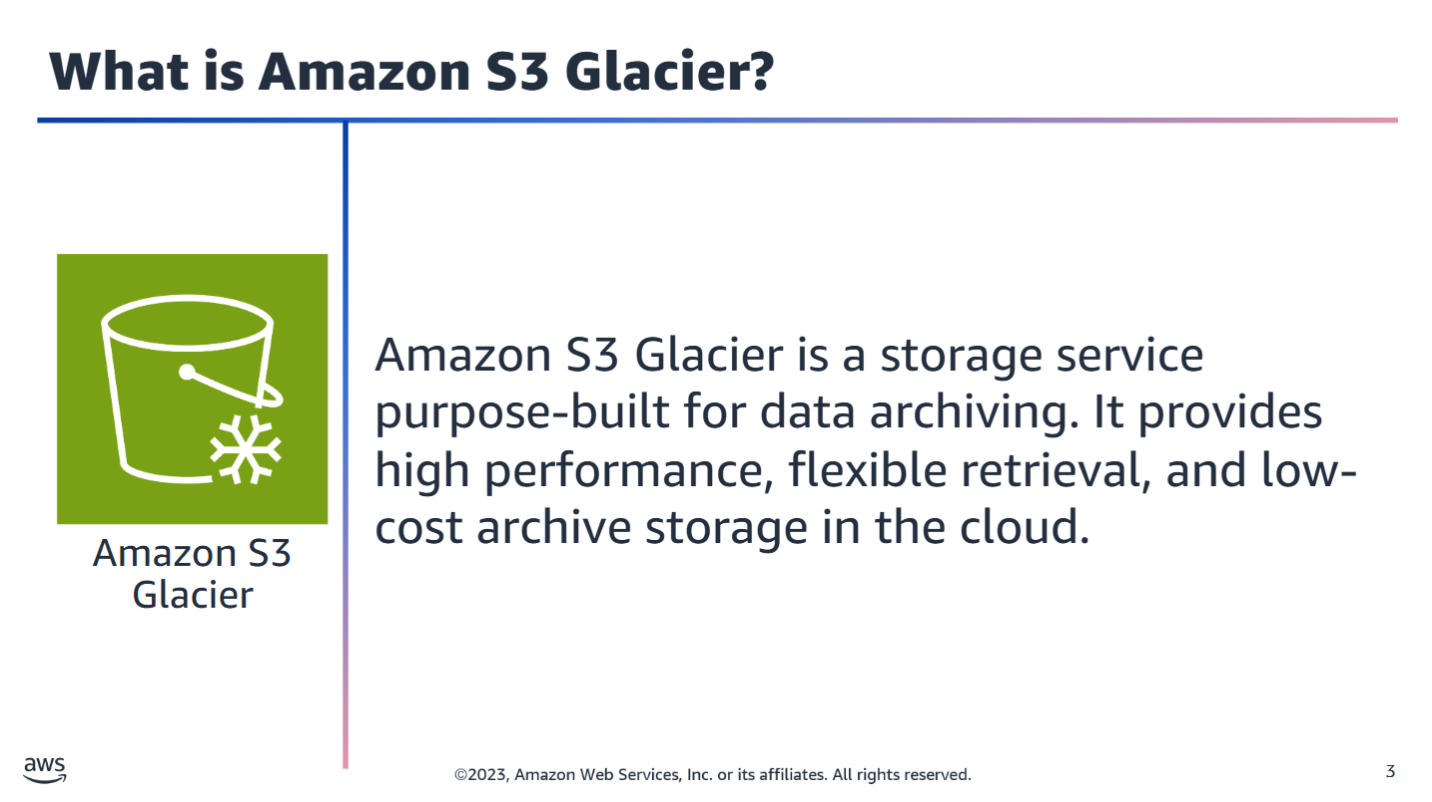 What is Amazon S3 Glacier?
Amazon S3
Glacier
Amazon S3 Glacier is a storage service
purpose-built for data archiving. It provides
high performance, flexible retrieval, and low-
cost archive storage in the cloud.
aws
©2023, Amazon Web Services, Inc. or its affiliates. All rights reserved.
3